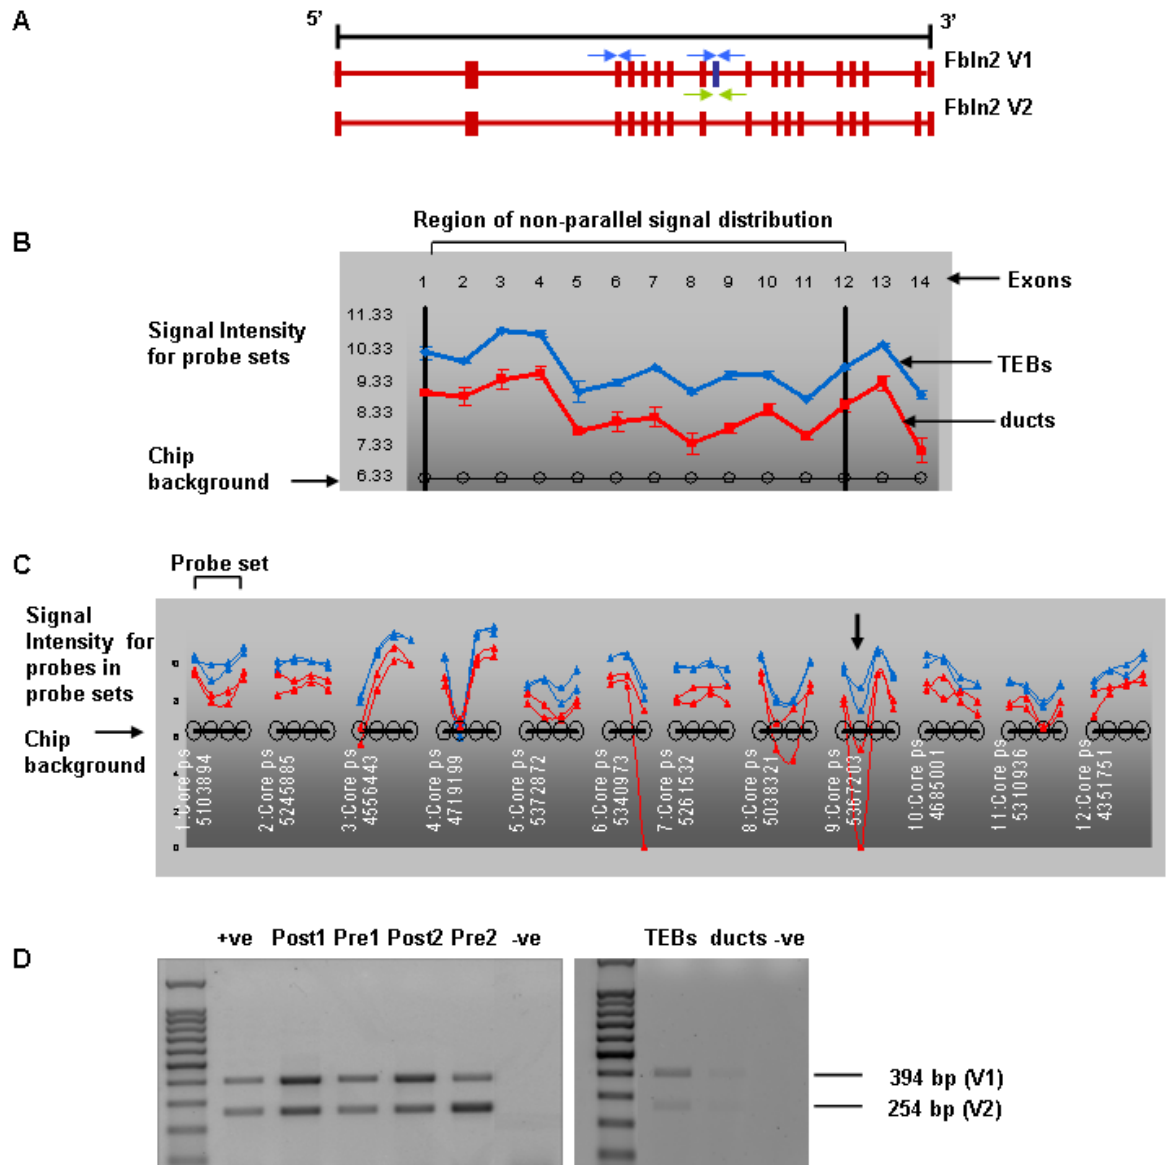 A
5’
3’
Fbln2 V1
Fbln2 V2
B
Region of non-parallel signal distribution
1 2 3 4 5 6 7 8 9 10 11 12 13 14
Exons
Signal Intensity
for probe sets
11.33
10.33
9.33
8.33
7.33
6.33
TEBs
ducts
Chip
background
C
Probe set
Signal
Intensity for
probes in
probe sets
Chip
background
2
0
1:Core ps
5103894
2:Core ps
5245885
3:Core ps
4556443
4:Core ps
4719199
5:Core ps
5372872
6:Core ps
5340973
7:Core ps
5261532
8:Core ps
5038321
9:Core ps
5367203
10:Core ps
4685001
11:Core ps
5310936
12:Core ps
4351751
D
+ve Post1 Pre1 Post2 Pre2 -ve
TEBs ducts -ve
394 bp (V1)
254 bp (V2)